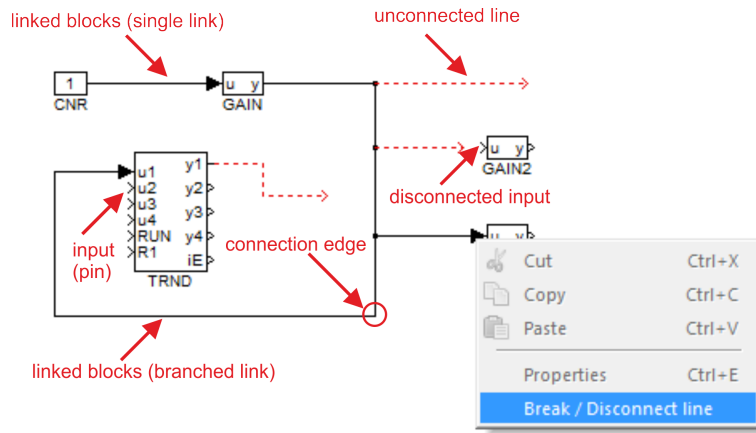 linked blocks (single link)
unconnected line
1
CNR
u y
GAIN
u y
GAIN2
disconnected input
u1 y1
u2 y2
u3 y3
u4 y4
RUN
R1 iE
TRND
input
(pin)
connection edge
u y
linked blocks (branched link)
Cut Ctrl+X
Copy Ctrl+C
Paste Ctrl+V
Properties Ctrl+E
Break / Disconnect line